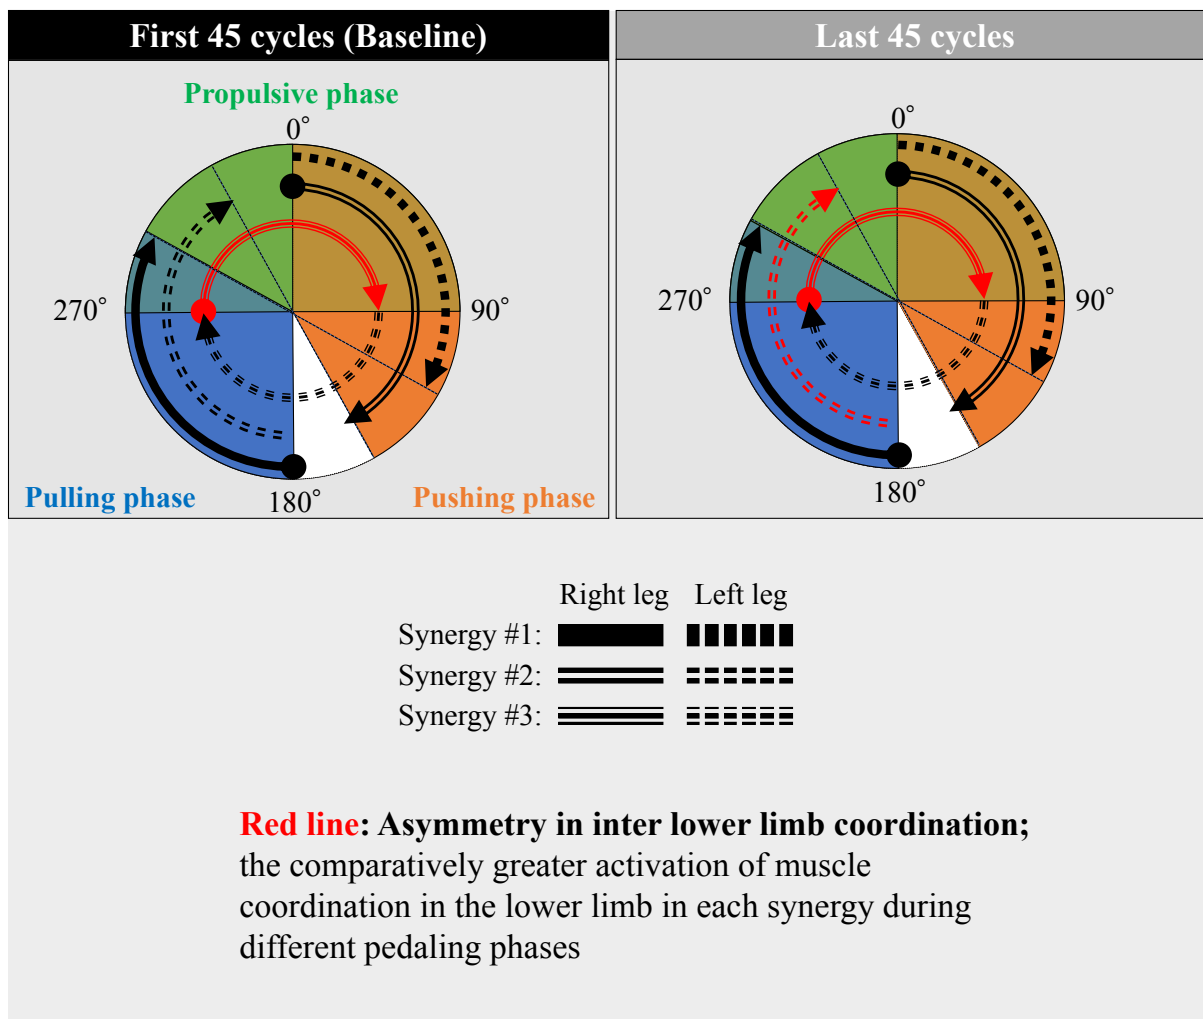 First 45 cycles (Baseline)
Last 45 cycles
Propulsive phase
0°
270°
90°
180°
Pulling phase
Pushing phase
0°
270°
90°
180°
Right leg Left leg
Synergy #1:
Synergy #2:
Synergy #3:
Red line: Asymmetry in inter lower limb coordination;
the comparatively greater activation of muscle
coordination in the lower limb in each synergy during
different pedaling phases